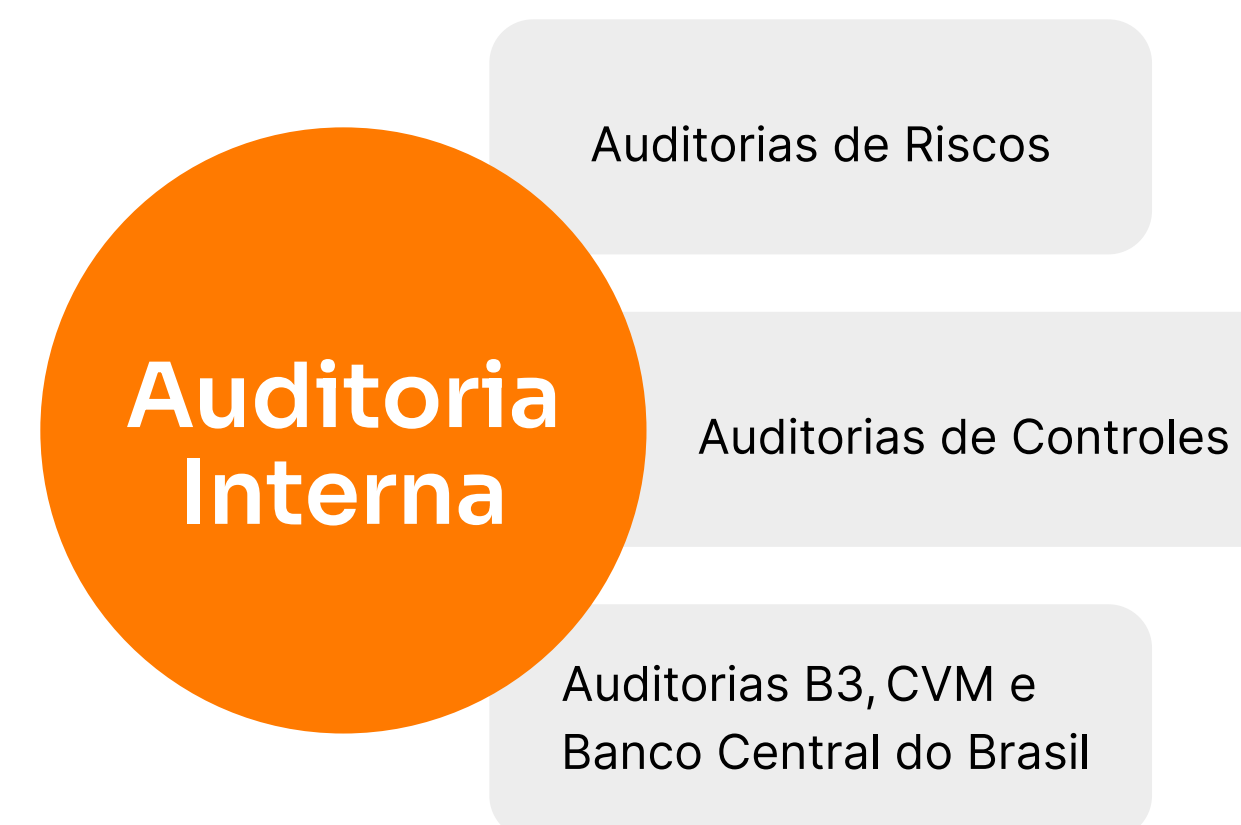 Auditorias de Riscos
Auditoria
Interna
Auditorias de Controles
Auditorias B3, CVM e
Banco Central do Brasil